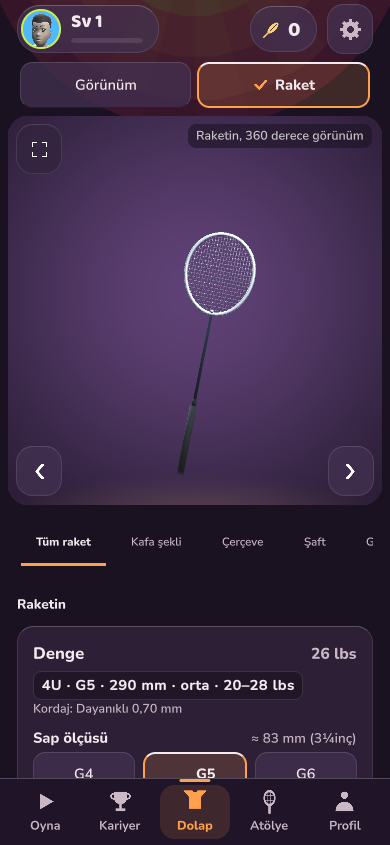 Sv 1
0
Görünüm
Raket
Raketin, 360 derece görünüm
Tüm raket
Kafa şekli
Çerçeve
Şaft
G
Raketin
Denge
26 lbs
4U · G5 · 290 mm · orta · 20–28 lbs
Kordaj: Dayanıklı 0,70 mm
Sap ölçüsü
≈ 83 mm (3¼inç)
G4
G5
G6
Oyna
Kariyer
Dolap
Atölye
Profil